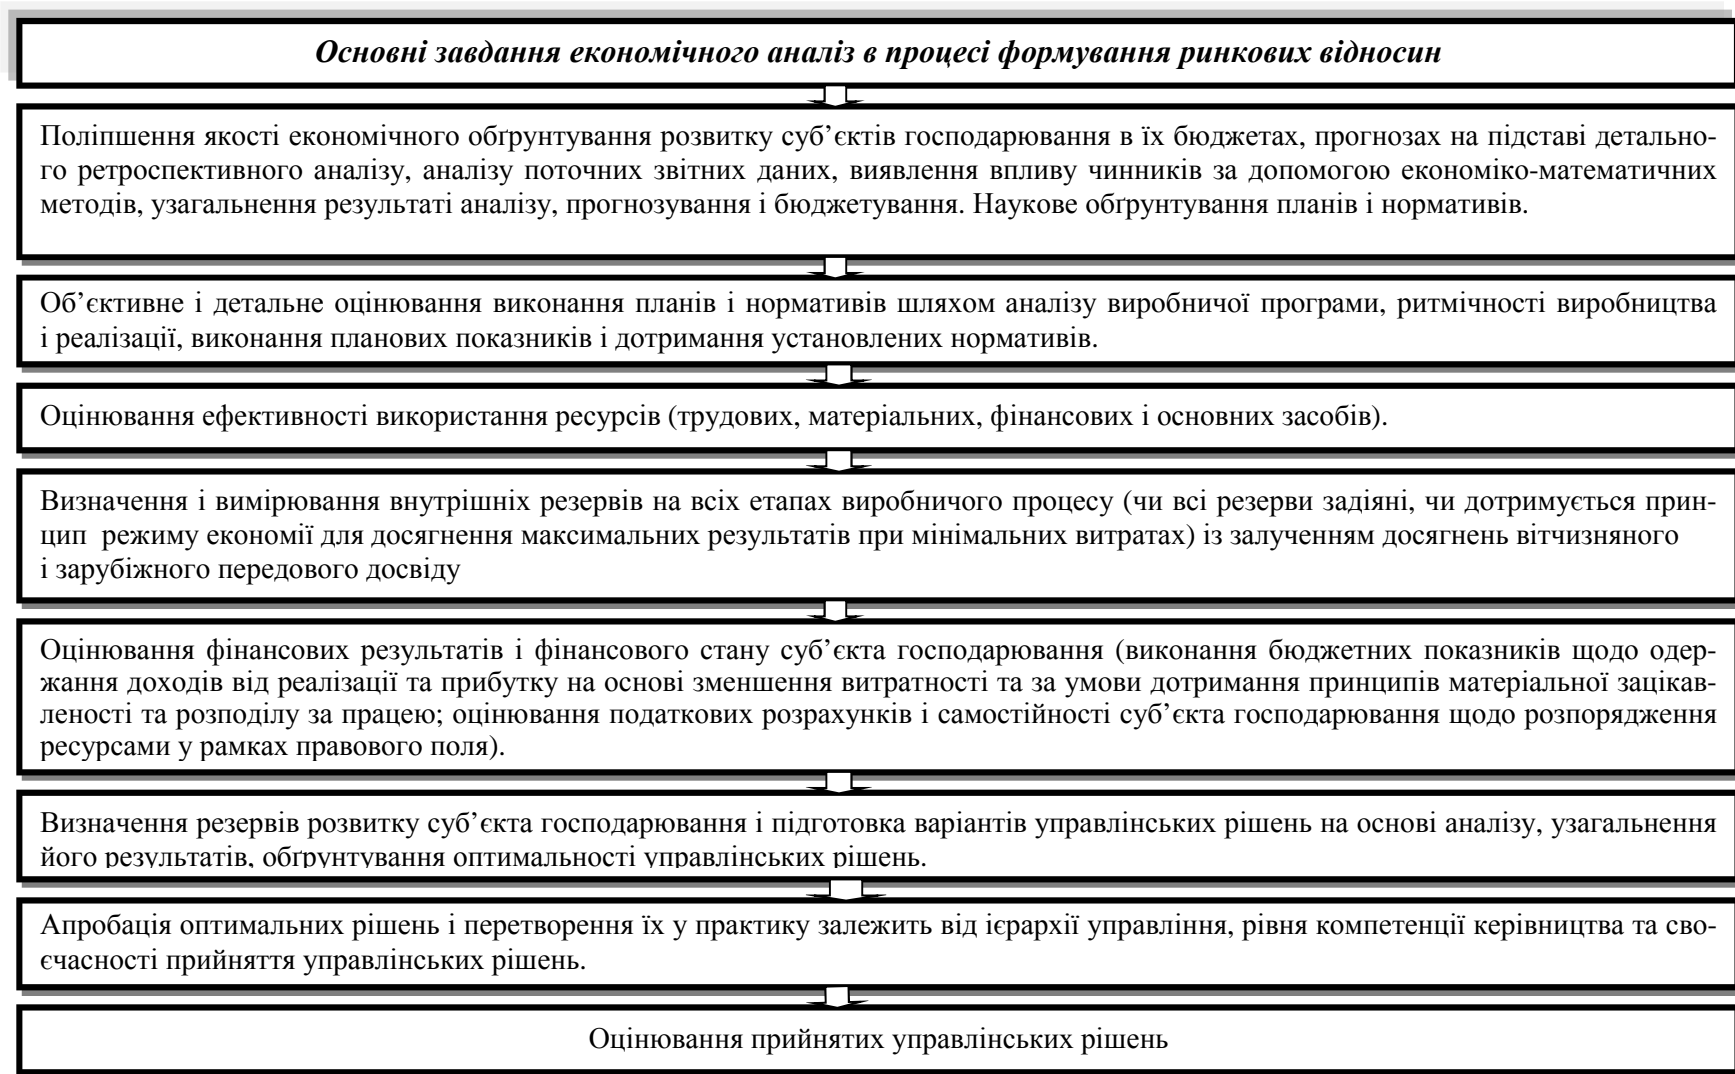 Основні завдання економічного аналіз в процесі формування ринкових відносин
Поліпшення якості економічного обґрунтування розвитку суб’єктів господарювання в їх бюджетах, прогнозах на підставі детально-
го ретроспективного аналізу, аналізу поточних звітних даних, виявлення впливу чинників за допомогою економіко-математичних
методів, узагальнення результаті аналізу, прогнозування і бюджетування. Наукове обґрунтування планів і нормативів.
Об’єктивне і детальне оцінювання виконання планів і нормативів шляхом аналізу виробничої програми, ритмічності виробництва
і реалізації, виконання планових показників і дотримання установлених нормативів.
Оцінювання ефективності використання ресурсів (трудових, матеріальних, фінансових і основних засобів).
Визначення і вимірювання внутрішніх резервів на всіх етапах виробничого процесу (чи всі резерви задіяні, чи дотримується прин-
цип режиму економії для досягнення максимальних результатів при мінімальних витратах) із залученням досягнень вітчизняного
і зарубіжного передового досвіду
Оцінювання фінансових результатів і фінансового стану суб’єкта господарювання (виконання бюджетних показників щодо одер-
жання доходів від реалізації та прибутку на основі зменшення витратності та за умови дотримання принципів матеріальної зацікав-
леності та розподілу за працею; оцінювання податкових розрахунків і самостійності суб’єкта господарювання щодо розпорядження
ресурсами у рамках правового поля).
Визначення резервів розвитку суб’єкта господарювання і підготовка варіантів управлінських рішень на основі аналізу, узагальнення
його результатів, обґрунтування оптимальності управлінських рішень.
Апробація оптимальних рішень і перетворення їх у практику залежить від ієрархії управління, рівня компетенції керівництва та сво-
єчасності прийняття управлінських рішень.
Оцінювання прийнятих управлінських рішень